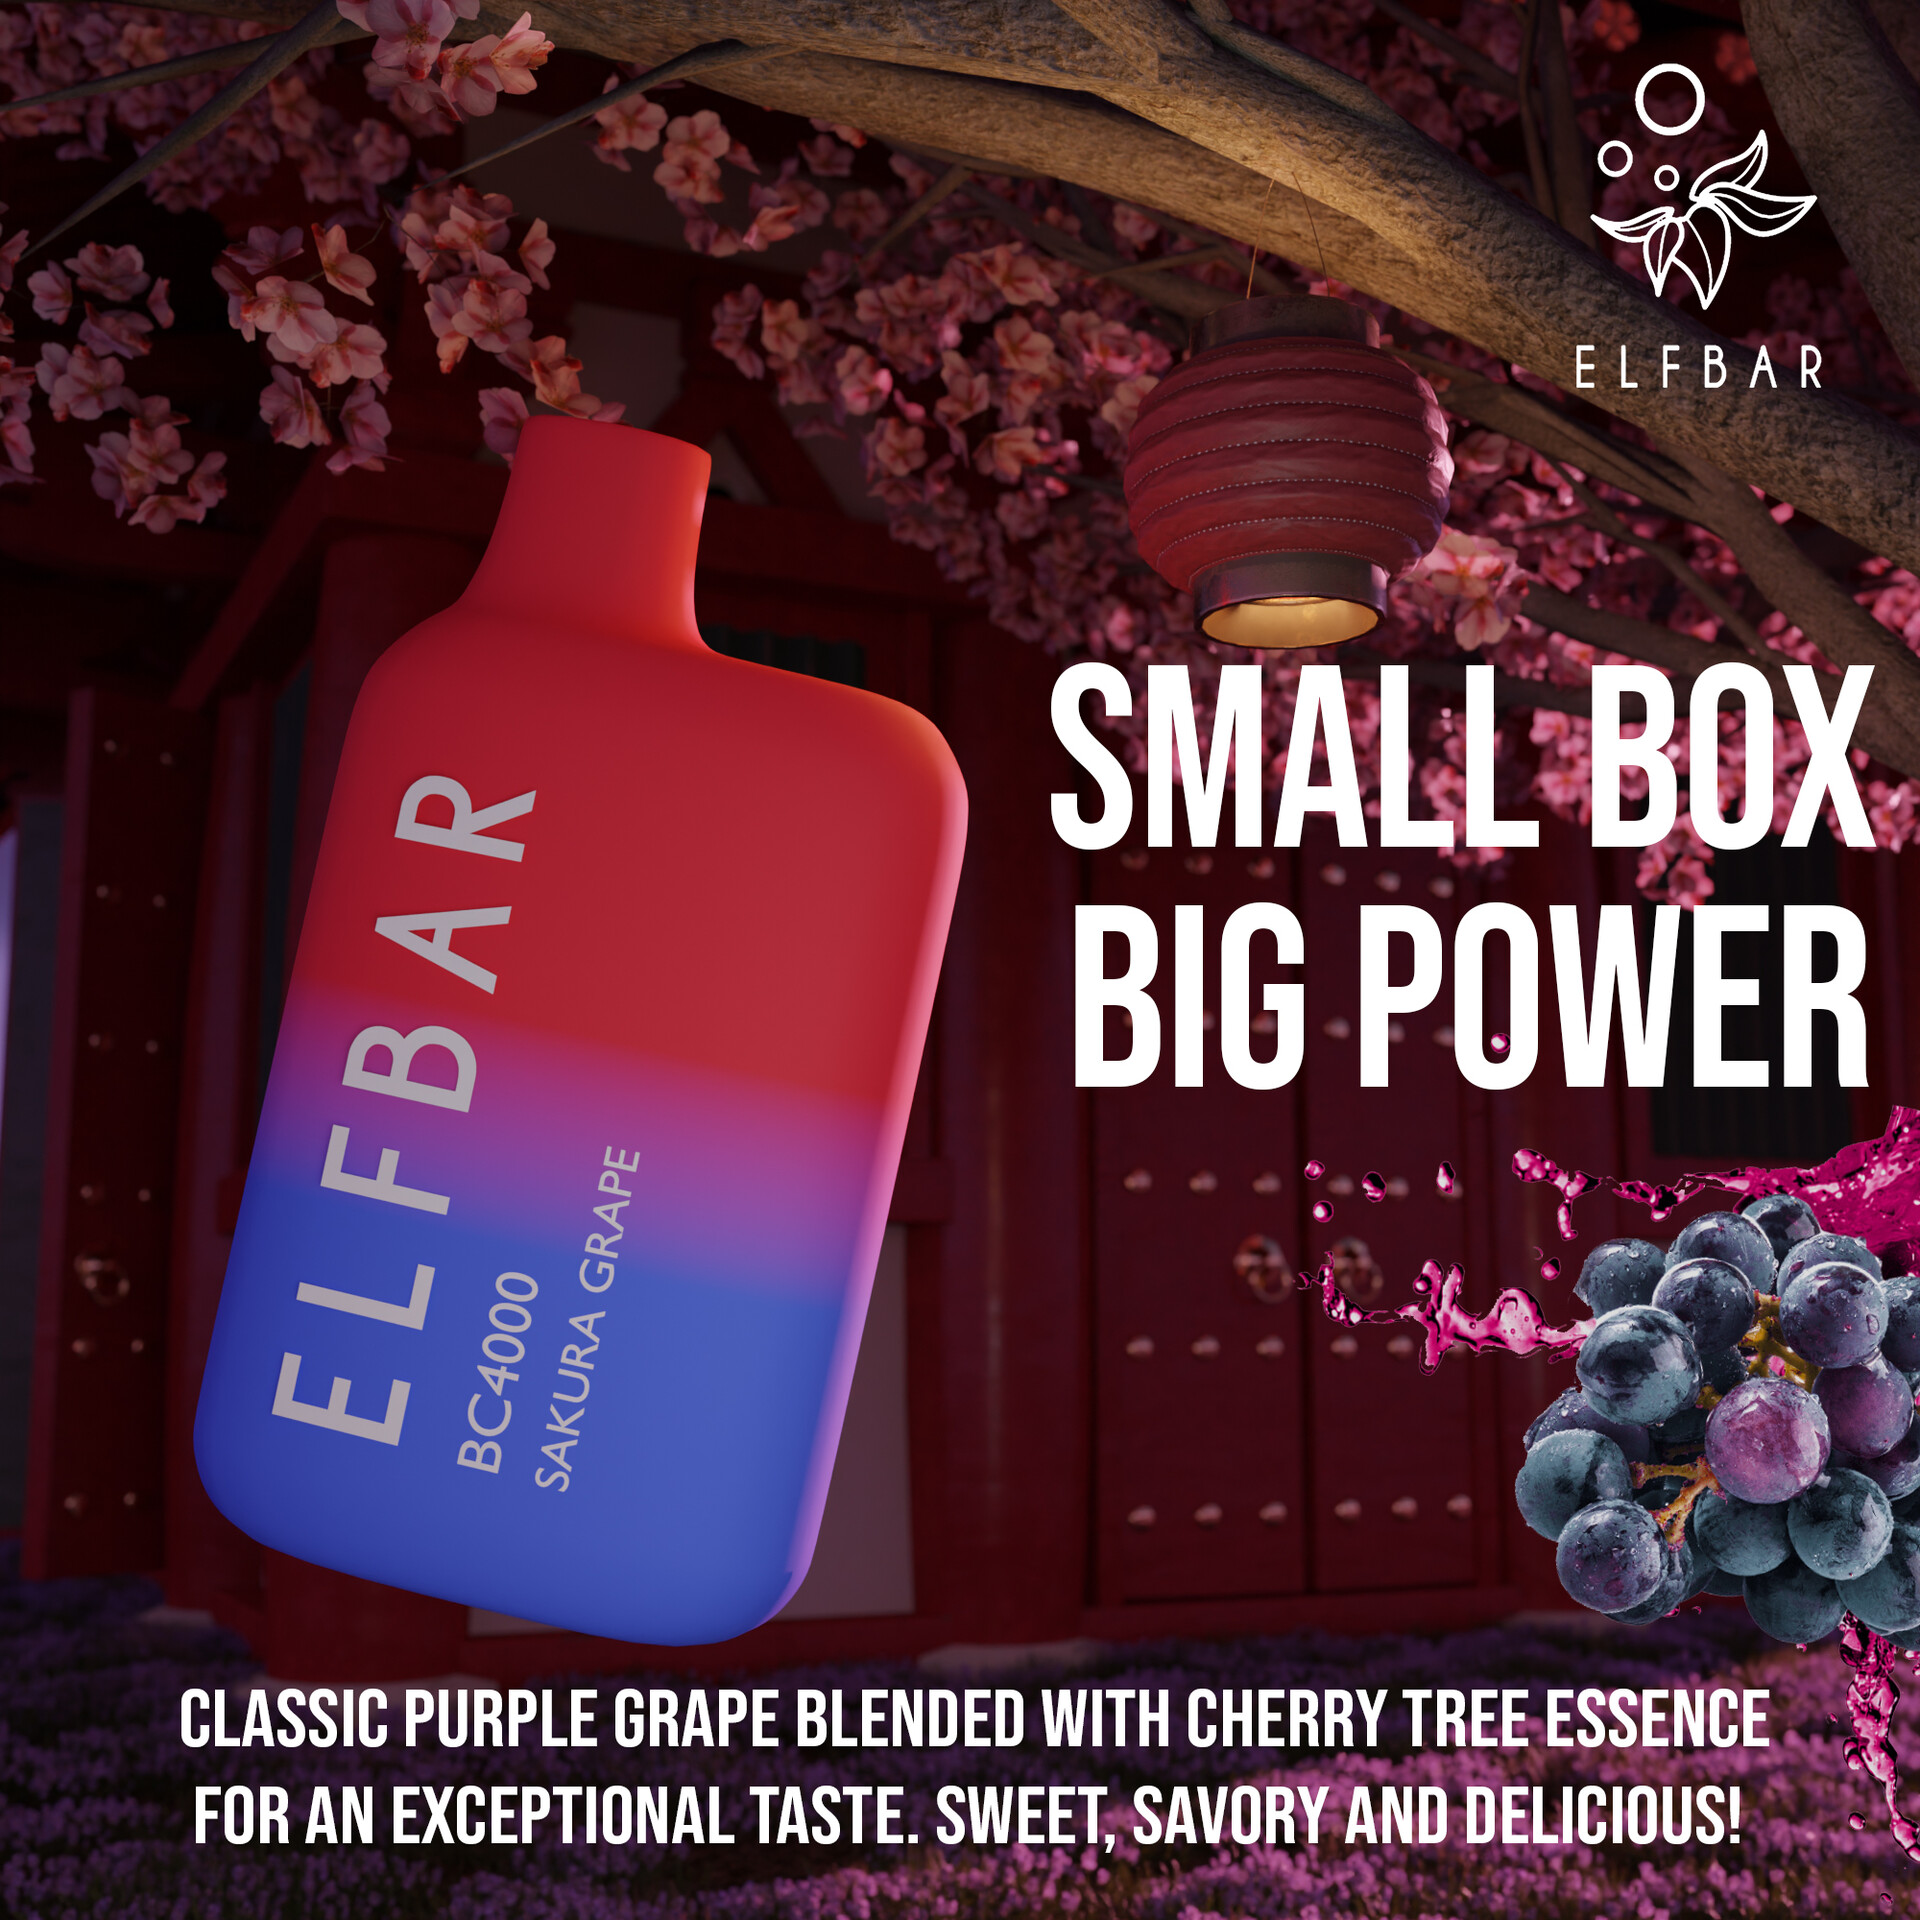 ELFBAR
SMALL BOX
BIG POWER
ELFBAR
BC4000
SAKURA GRAPE
CLASSIC PURPLE GRAPE BLENDED WITH CHERRY TREE ESSENCE
FOR AN EXCEPTIONAL TASTE. SWEET, SAVORY AND DELICIOUS!